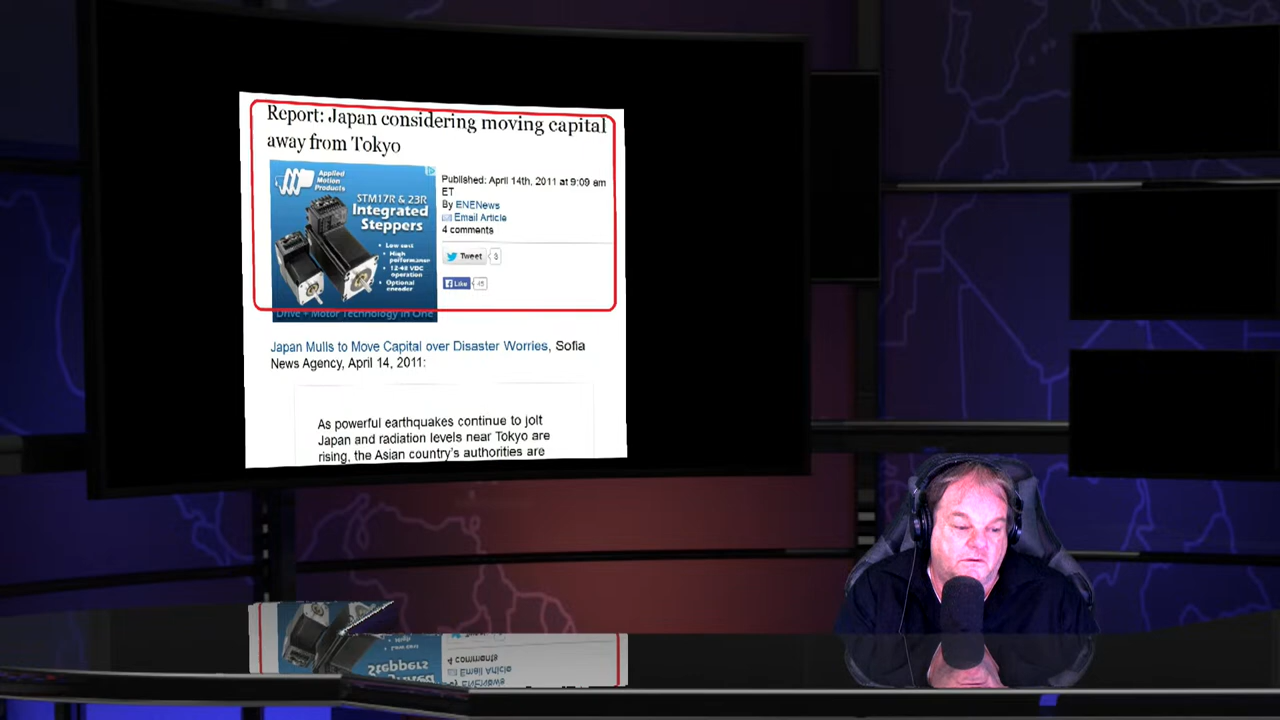 Report: Japan considering moving capital
away from Tokyo
Applied
Motion
Products
STM17R & 23R
Integrated
Steppers
• Low cost
• High
performance
• 12-48 VDC
operation
• Optional
encoder
Drive + Motor Technology in One
Published: April 14th, 2011 at 9:09 am
ET
By ENENews
Email Article
4 comments
Tweet 3
Like 45
Japan Mulls to Move Capital over Disaster Worries, Sofia
News Agency, April 14, 2011:
As powerful earthquakes continue to jolt
Japan and radiation levels near Tokyo are
rising, the Asian country's authorities are